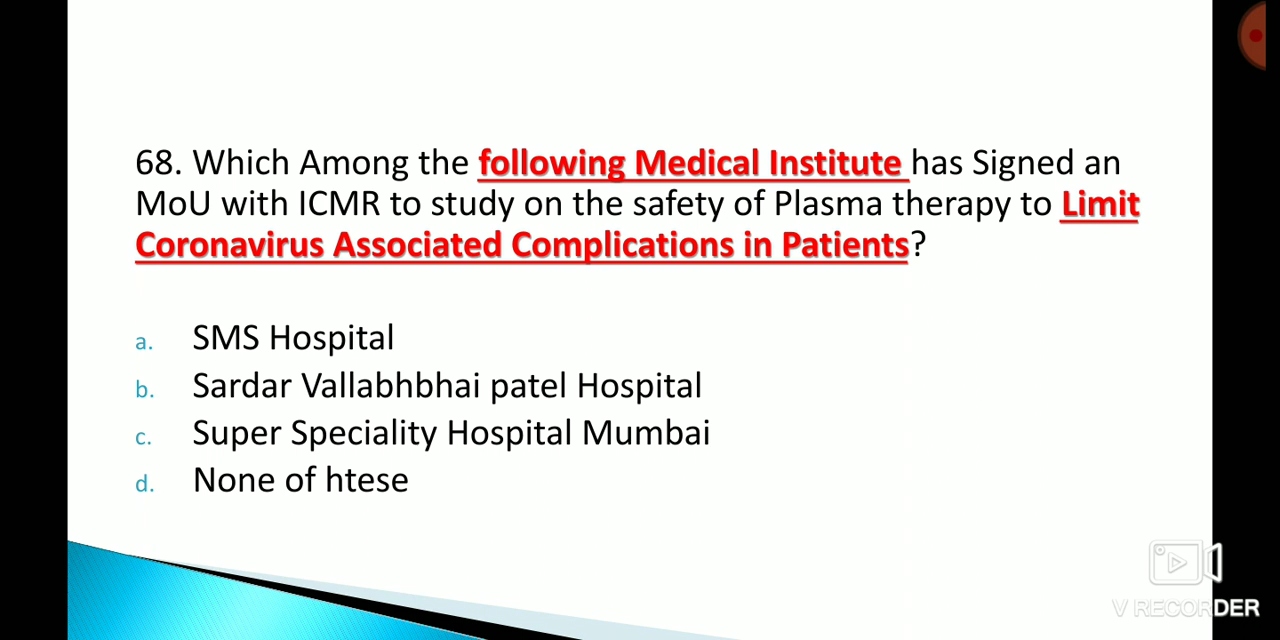 68. Which Among the following Medical Institute has Signed an
MoU with ICMR to study on the safety of Plasma therapy to Limit
Coronavirus Associated Complications in Patients?
a. SMS Hospital
b. Sardar Vallabhbhai patel Hospital
c. Super Speciality Hospital Mumbai
d. None of htese
V RECORDER